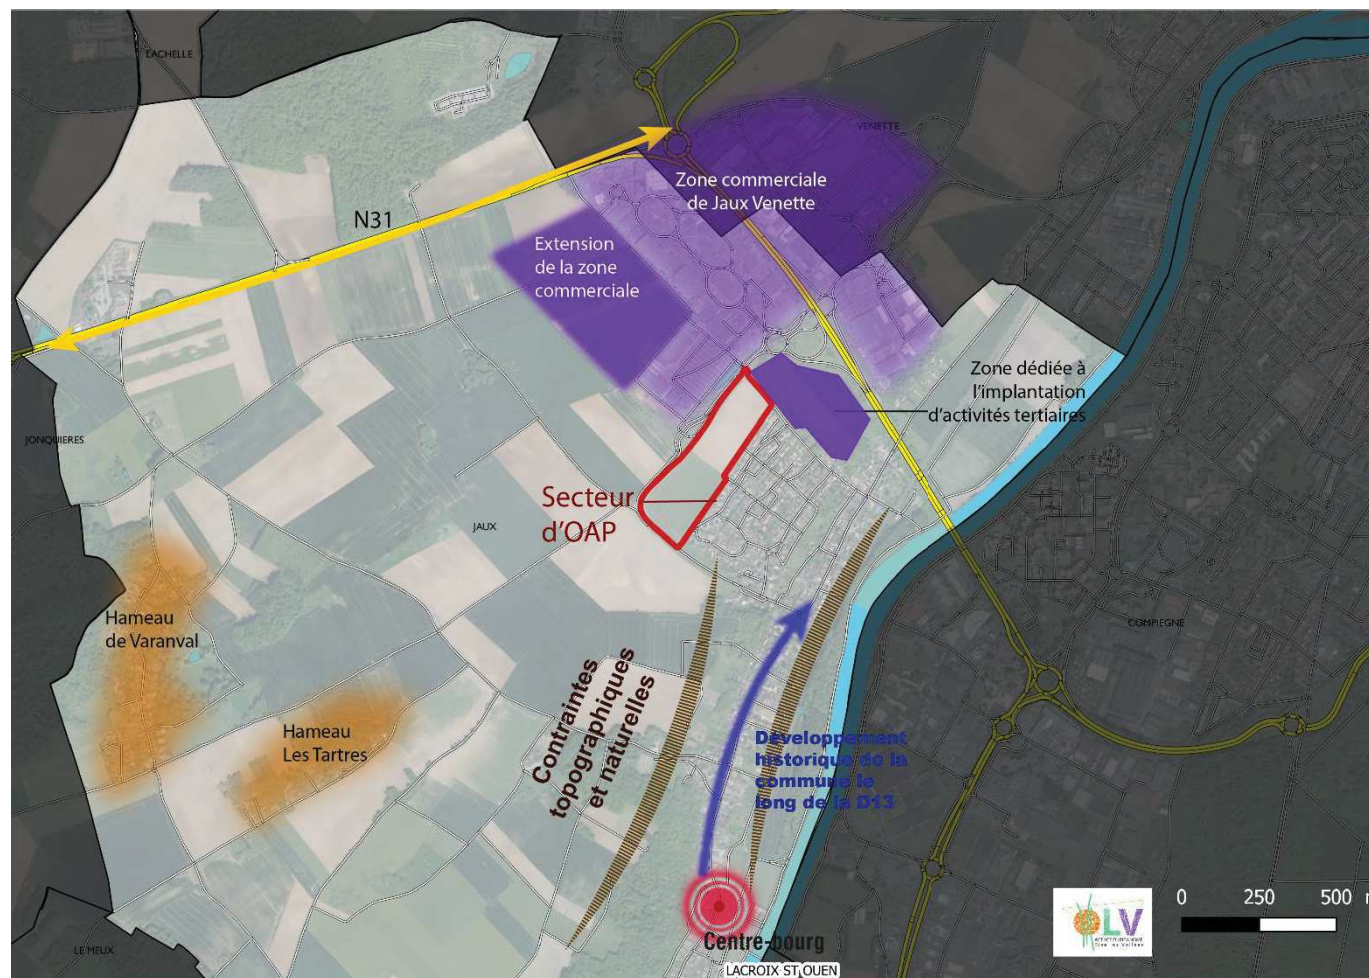 LACHELLE
VENETTE
Zone commerciale
de Jaux Venette
N31
Extension
de la zone
commerciale
Zone dédiée à
l'implantation
d'activités tertiaires
JONQUIERES
Secteur
d'OAP
JAUX
Hameau
de Varanval
COMPIEGNE
Hameau
Les Tartres
Contraintes
topographiques
et naturelles
Developpement
historique de la
commune le
long de la D13
LE MEUX
Centre-bourg
LACROIX ST OUEN
LV
0 250 500 m